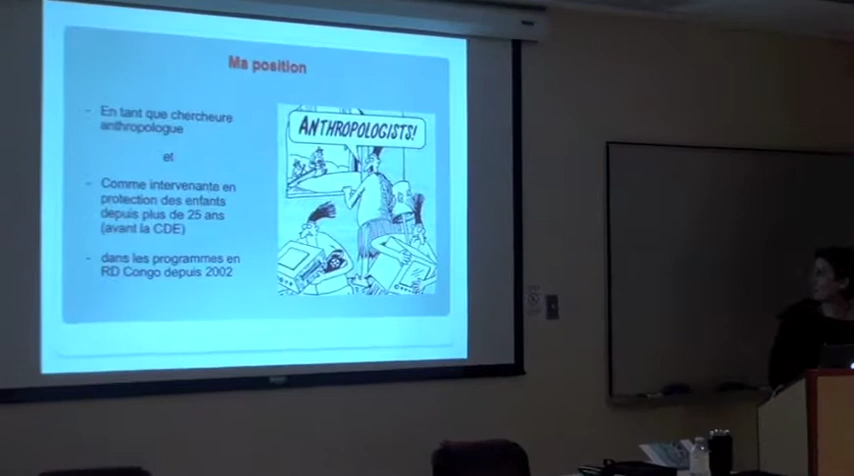 Ma position
- En tant que chercheure
anthropologue
et
- Comme intervenante en
protection des enfants
depuis plus de 25 ans
(avant la CDE)
- dans les programmes en
RD Congo depuis 2002
ANTHROPOLOGISTS!